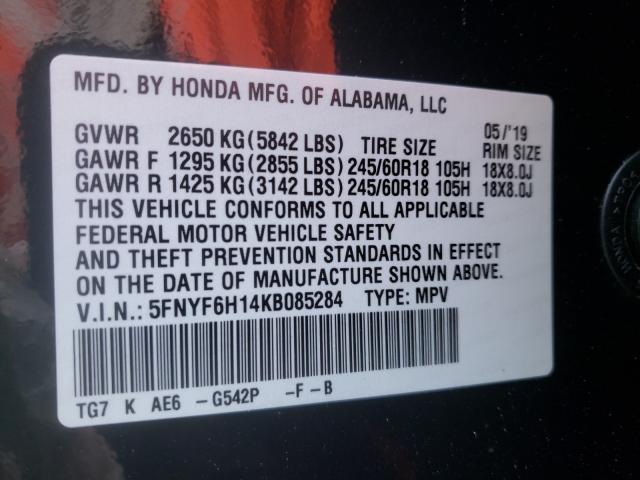 MFD. BY HONDA MFG. OF ALABAMA, LLC
05/'19
GVWR 2650 KG(5842 LBS) TIRE SIZE RIM SIZE
GAWR F 1295 KG(2855 LBS)245/60R18 105H 18X8.0J
GAWR R 1425 KG(3142 LBS)245/60R18 105H 18X8.0J
THIS VEHICLE CONFORMS TO ALL APPLICABLE
FEDERAL MOTOR VEHICLE SAFETY
AND THEFT PREVENTION STANDARDS IN EFFECT
ON THE DATE OF MANUFACTURE SHOWN ABOVE.
V.I.N.: 5FNYF6H14KB085284 TYPE: MPV
TG7 K AE6 -G542P -F-B
HONDA